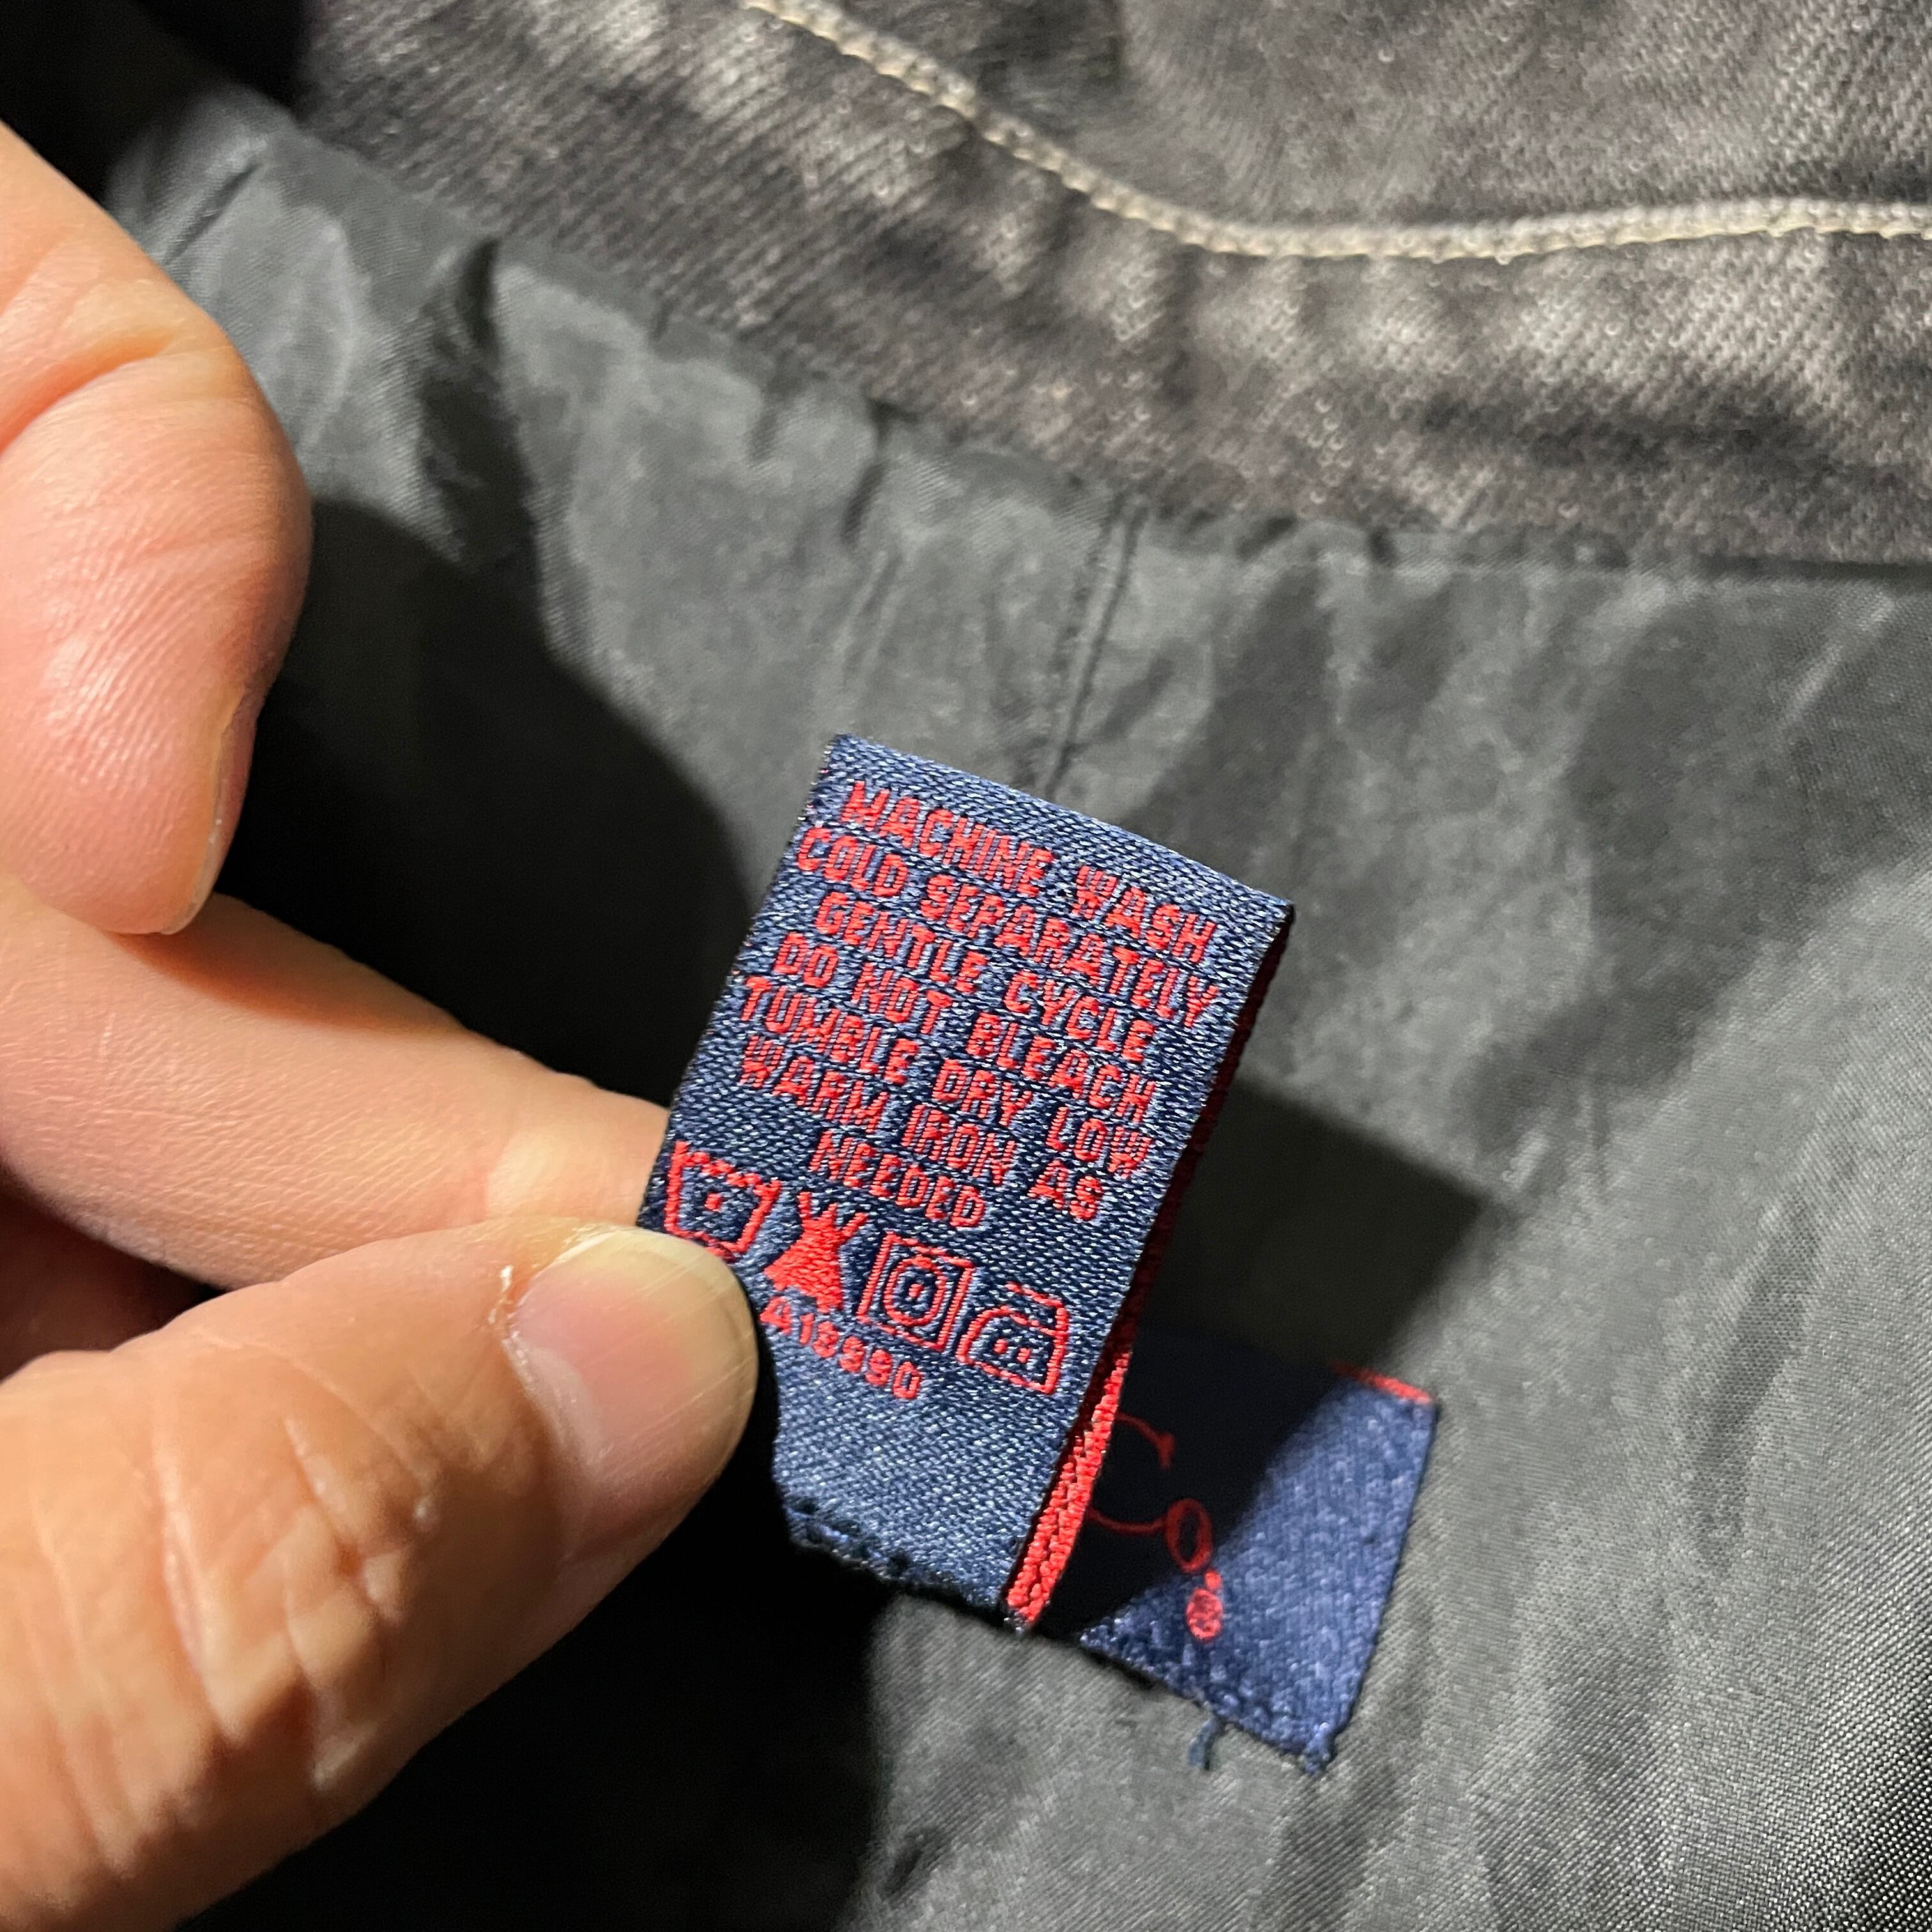 MACHINE WASH
COLD SEPARATELY
GENTLE CYCLE
DO NOT BLEACH
TUMBLE DRY LOW
WARM IRON AS
NEEDED